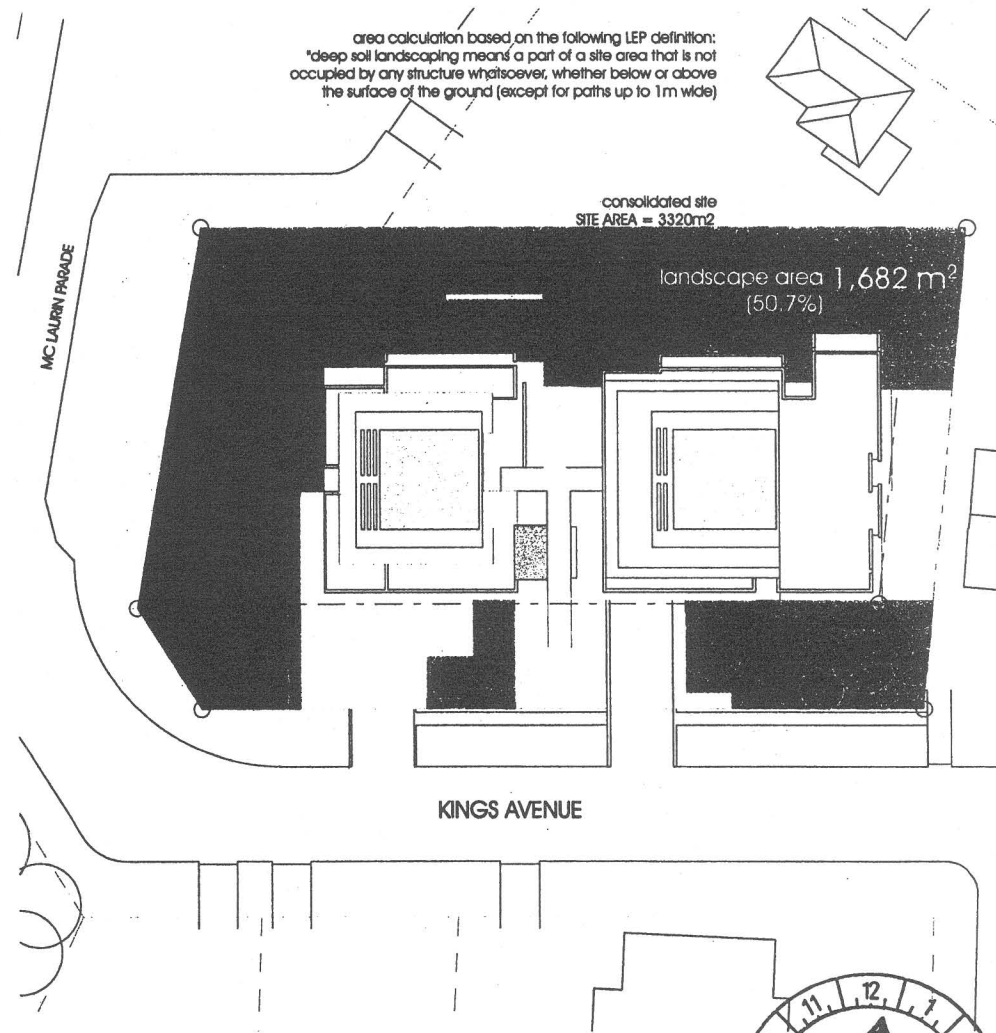 area calculation based on the following LEP definition:
"deep soil landscaping means a part of a site area that is not
occupied by any structure whatsoever, whether below or above
the surface of the ground (except for paths up to 1m wide)
consolidated site
SITE AREA = 3320m2
landscape area 1,682 m²
(50.7%)
MC LAURIN PARADE
KINGS AVENUE
11 12 1